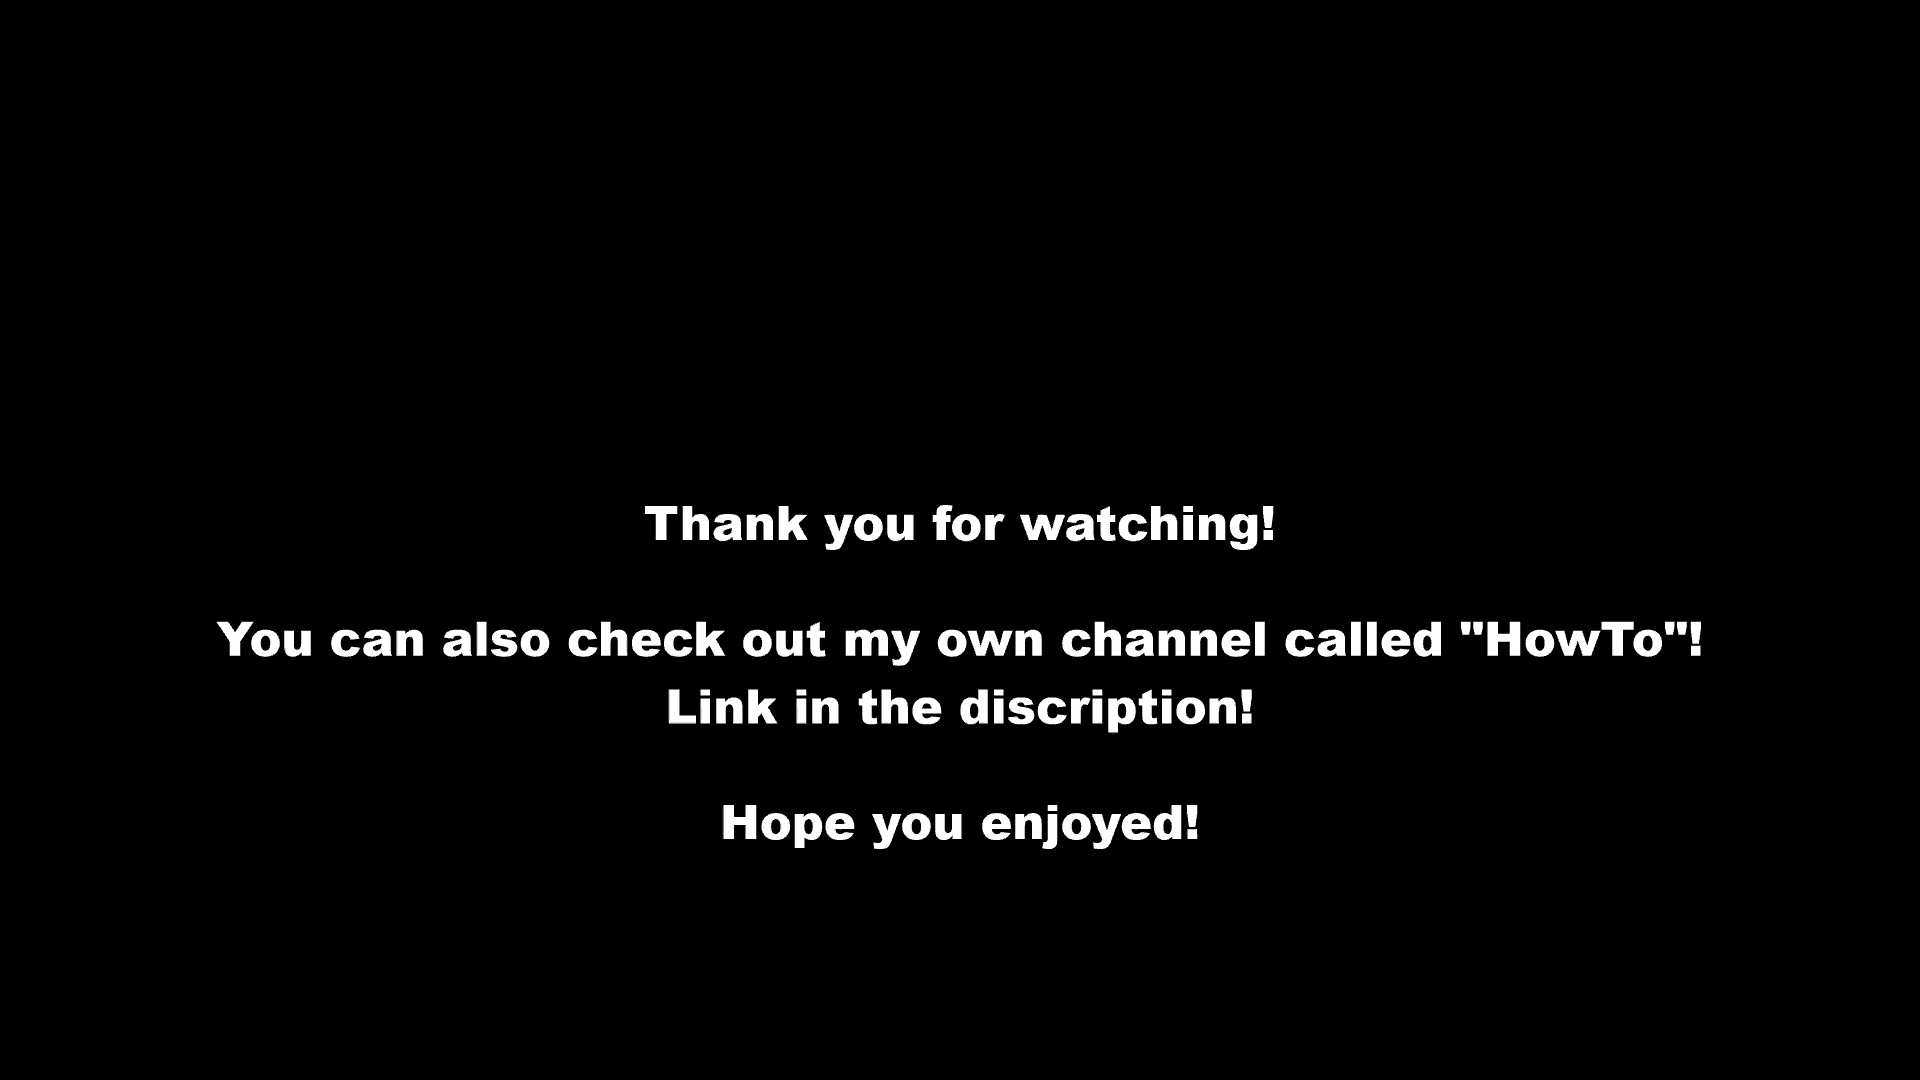 Thank you for watching!
You can also check out my own channel called "HowTo"!
Link in the discription!
Hope you enjoyed!